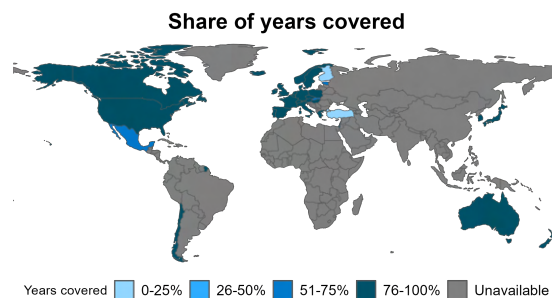 Share of years covered
Years covered 0-25% 26-50% 51-75% 76-100% Unavailable